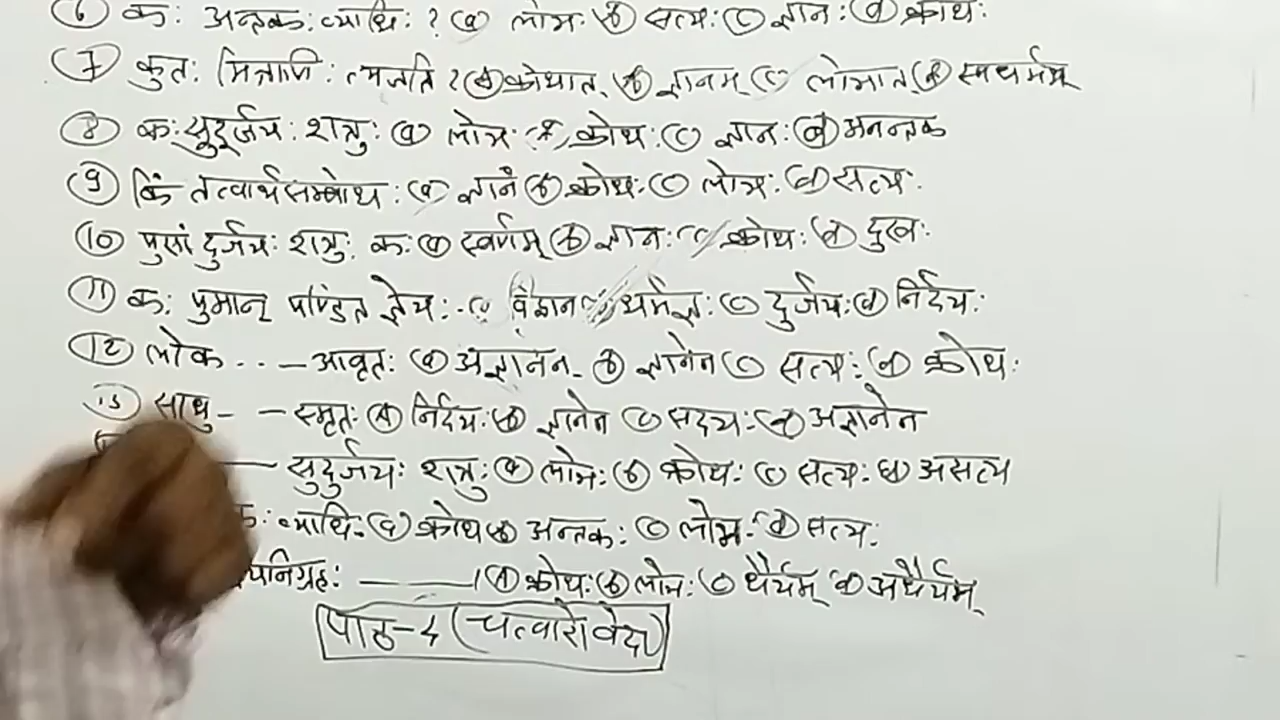 6 कः अन्तकः व्याधिः ? (a) लोभः (b) सत्यः (c) ज्ञानः (d) क्रोधः
7 कुतः मित्राणि त्यजति ? (a) क्रोधात् (b) ज्ञानम् (c) लोभात् (d) स्वधर्मम्
8 कः सुदुर्जयः शत्रुः (a) लोभः क्रोधः (c) ज्ञानः (d) अनन्तक
9 किं तत्वार्थसम्बोधः (a) ज्ञानं (b) क्रोधः (c) लोभः (d) सत्यः
10 पुसां दुर्जयः शत्रुः कः (a) स्वर्णम् (b) ज्ञानः (c) क्रोधः (d) दुखः
11 कः पुमान् पण्डित ज्ञेयः धर्मज्ञः (c) दुर्जयः (d) निर्दयः
12 लोक - - — आवृतः (a) अज्ञानेन (b) ज्ञानेन (c) सत्यः (d) क्रोधः
13 साधु - — स्मृतः (a) निर्दयः (b) ज्ञानेन (c) सदयः (d) अज्ञानेन
— सुदुर्जयः शत्रुः (a) लोभः (b) क्रोधः (c) सत्यः (d) असत्य
कः व्याधि (a) क्रोध (b) अन्तकः (c) लोभः (d) सत्यः
निग्रहः ——— । (a) क्रोधः (b) लोभः (c) धैर्यम् (d) अधैर्यम्
पाठ-4 (चत्वारो वेदा)